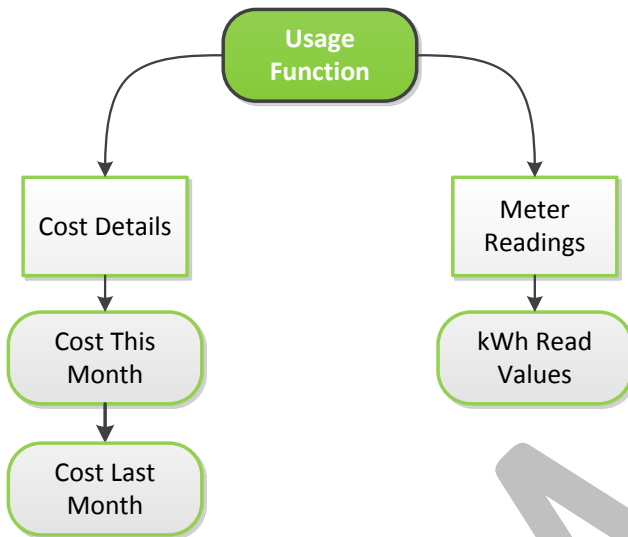 Usage
Function
Cost Details
Meter
Readings
Cost This
Month
kWh Read
Values
Cost Last
Month